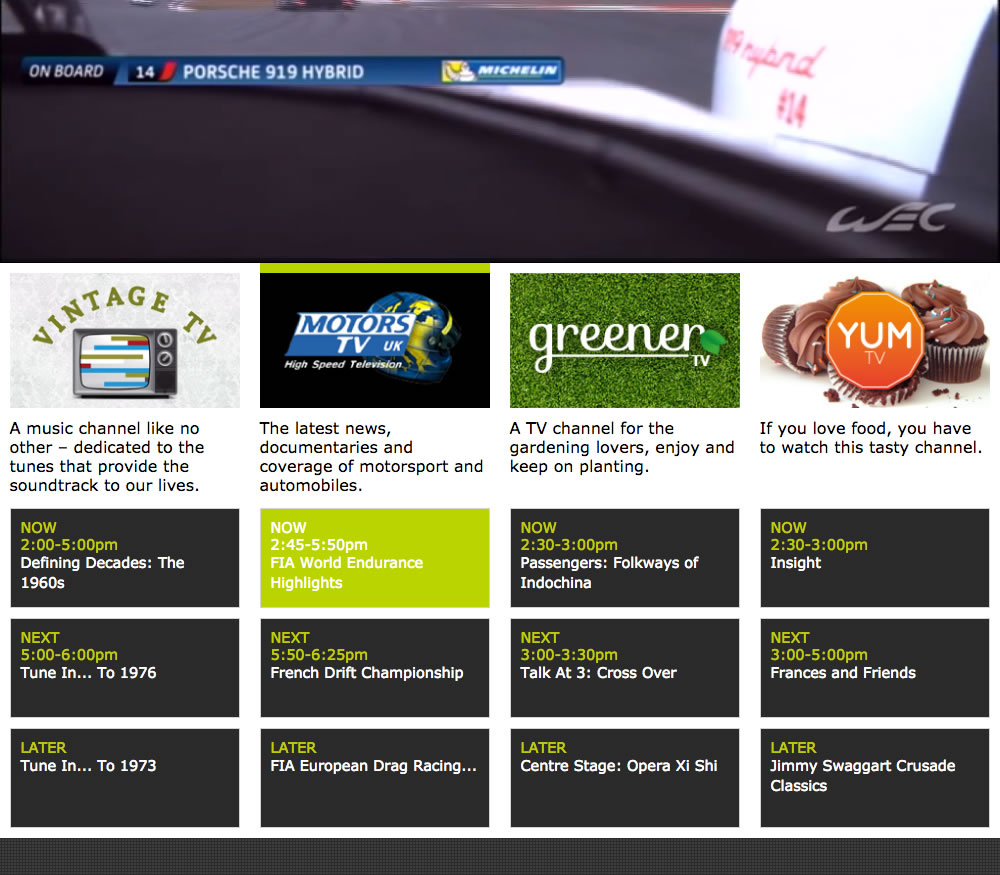 ON BOARD 14 PORSCHE 919 HYBRID MICHELIN
919 hybrid
#14
WEC
VINTAGE TV
MOTORS
TV UK
High Speed Television
greener
TV
YUM
TV
A music channel like no
other – dedicated to the
tunes that provide the
soundtrack to our lives.
The latest news,
documentaries and
coverage of motorsport and
automobiles.
A TV channel for the
gardening lovers, enjoy and
keep on planting.
If you love food, you have
to watch this tasty channel.
NOW
2:00-5:00pm
Defining Decades: The
1960s
NOW
2:45-5:50pm
FIA World Endurance
Highlights
NOW
2:30-3:00pm
Passengers: Folkways of
Indochina
NOW
2:30-3:00pm
Insight
NEXT
5:00-6:00pm
Tune In... To 1976
NEXT
5:50-6:25pm
French Drift Championship
NEXT
3:00-3:30pm
Talk At 3: Cross Over
NEXT
3:00-5:00pm
Frances and Friends
LATER
Tune In... To 1973
LATER
FIA European Drag Racing...
LATER
Centre Stage: Opera Xi Shi
LATER
Jimmy Swaggart Crusade
Classics